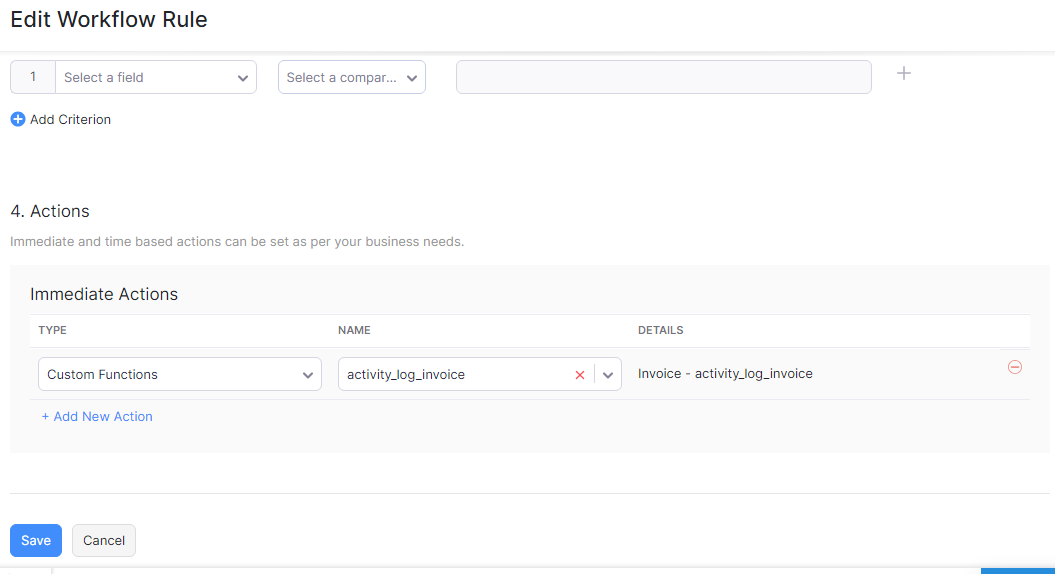 Edit Workflow Rule
1 Select a field Select a compar...
Add Criterion
4. Actions
Immediate and time based actions can be set as per your business needs.
Immediate Actions
TYPE NAME DETAILS
Custom Functions activity_log_invoice Invoice - activity_log_invoice
+ Add New Action
Save Cancel